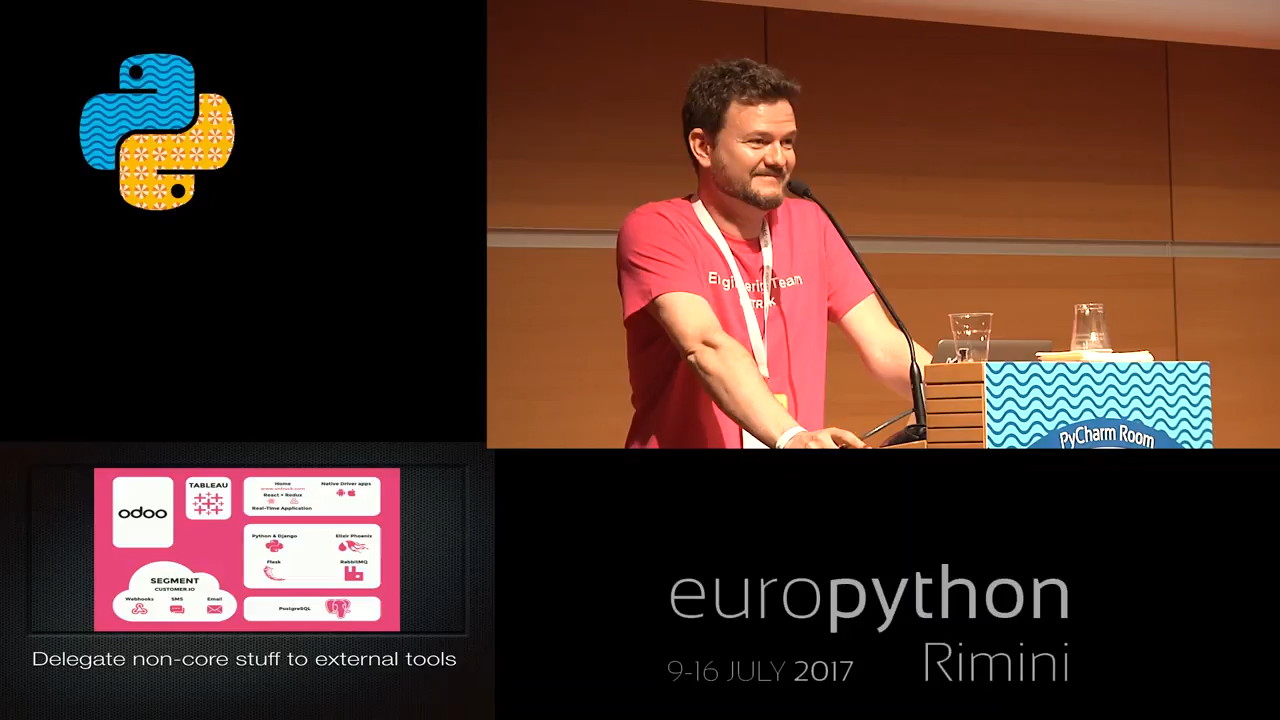 Engineering Team
PyCharm Room
odoo
TABLEAU
Home
React + Redux
Real-Time Application
Native Driver apps
Python & Django
Elixir Phoenix
Flask
RabbitMQ
SEGMENT
CUSTOMER.IO
Webhooks
SMS
Email
PostgreSQL
Delegate non-core stuff to external tools
europython
Rimini
9-16 JULY 2017